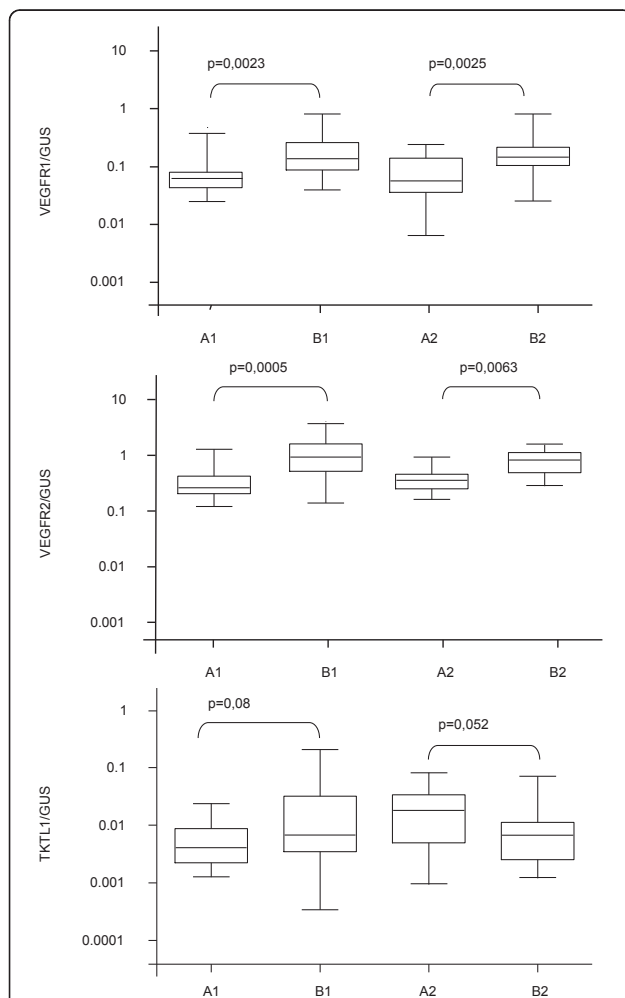 10
p=0,0023
p=0,0025
1
VEGFR1/GUS
0.1
0.01
0.001
A1 B1 A2 B2
p=0,0005
p=0,0063
10
1
VEGFR2/GUS
0.1
0.01
0.001
A1 B1 A2 B2
p=0,08
p=0,052
1
0.1
TKTL1/GUS
0.01
0.001
0.0001
A1 B1 A2 B2